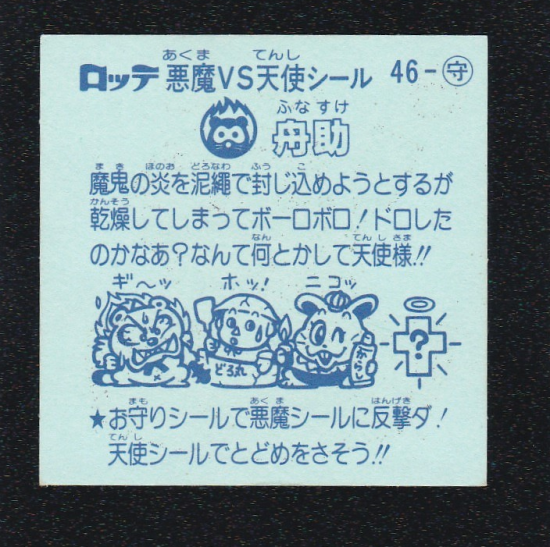 あくま てんし
ロッテ 悪魔VS天使シール 46-守
ふなすけ
舟助
まき ほのお どろなわ ふう こ
魔鬼の炎を泥縄で封じ込めようとするが
かんそう
乾燥してしまってボーロボロ!ドロした
なん てんしさま
のかなあ?なんて何とかして天使様!!
ギ〜ッ ホッ! ニコッ
どろ丸 からし ?
まも あくま はんげき
★お守りシールで悪魔シールに反撃ダ!
てんし
天使シールでとどめをさそう!!